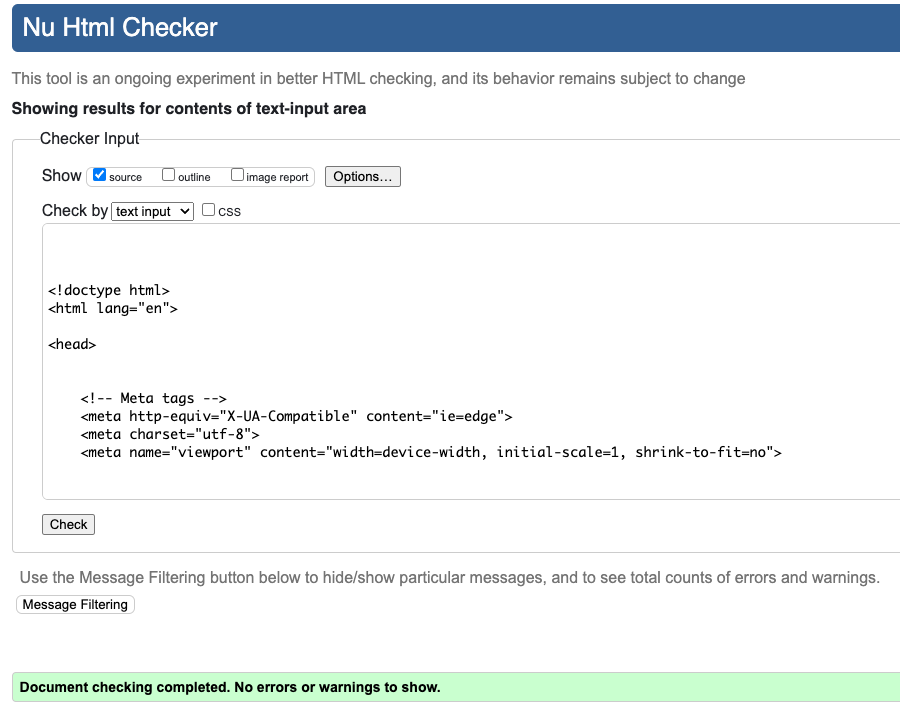 Nu Html Checker
This tool is an ongoing experiment in better HTML checking, and its behavior remains subject to change
Showing results for contents of text-input area
Checker Input
Show source outline image report Options…
Check by text input css
<!doctype html>
<html lang="en">
<head>
<!-- Meta tags -->
<meta http-equiv="X-UA-Compatible" content="ie=edge">
<meta charset="utf-8">
<meta name="viewport" content="width=device-width, initial-scale=1, shrink-to-fit=no">
Check
Use the Message Filtering button below to hide/show particular messages, and to see total counts of errors and warnings.
Message Filtering
Document checking completed. No errors or warnings to show.